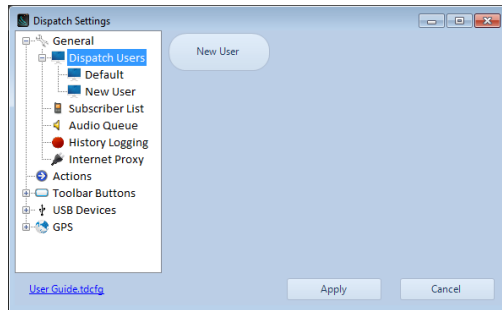 Dispatch Settings
General
Dispatch Users
Default
New User
Subscriber List
Audio Queue
History Logging
Internet Proxy
Actions
Toolbar Buttons
USB Devices
GPS
New User
User Guide.tdcfg
Apply
Cancel